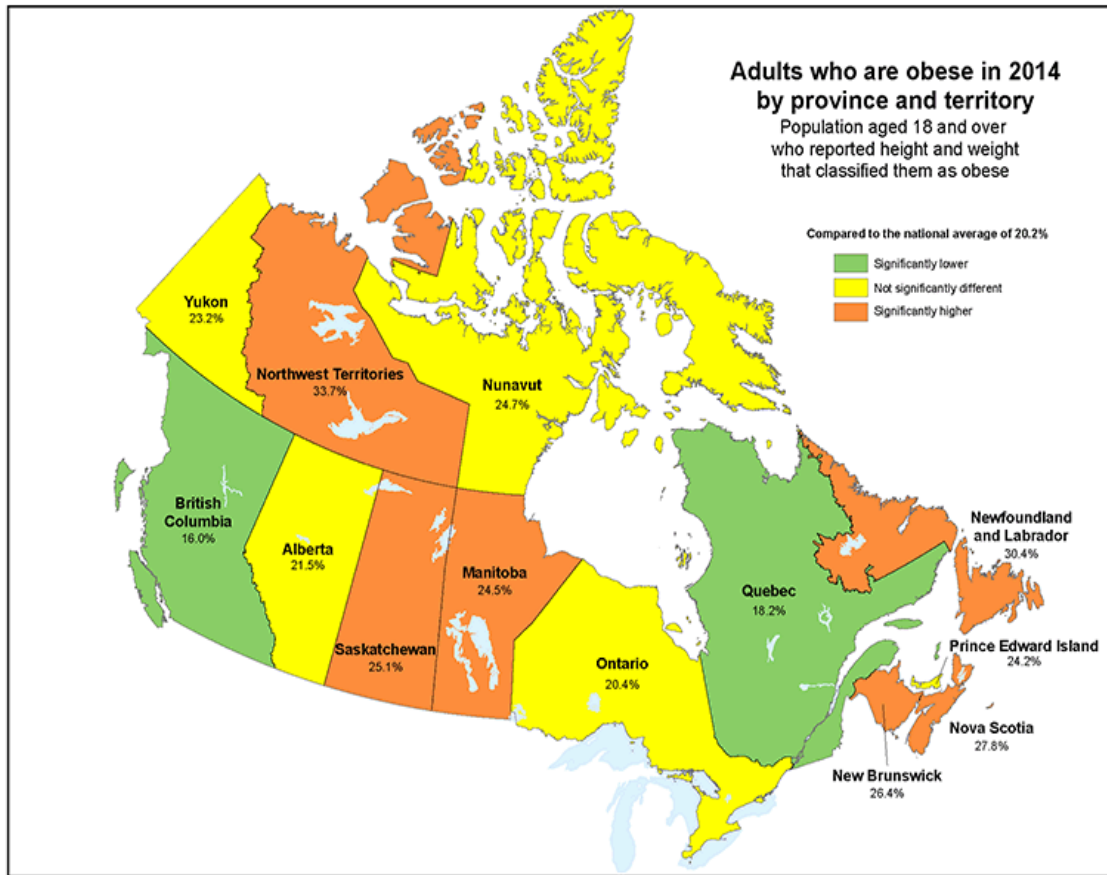 Adults who are obese in 2014
by province and territory
Population aged 18 and over
who reported height and weight
that classified them as obese
Compared to the national average of 20.2%
Significantly lower
Not significantly different
Significantly higher
Yukon
23.2%
Northwest Territories
33.7%
Nunavut
24.7%
British
Columbia
16.0%
Alberta
21.5%
Saskatchewan
25.1%
Manitoba
24.5%
Ontario
20.4%
Quebec
18.2%
Newfoundland
and Labrador
30.4%
Prince Edward Island
24.2%
Nova Scotia
27.8%
New Brunswick
26.4%